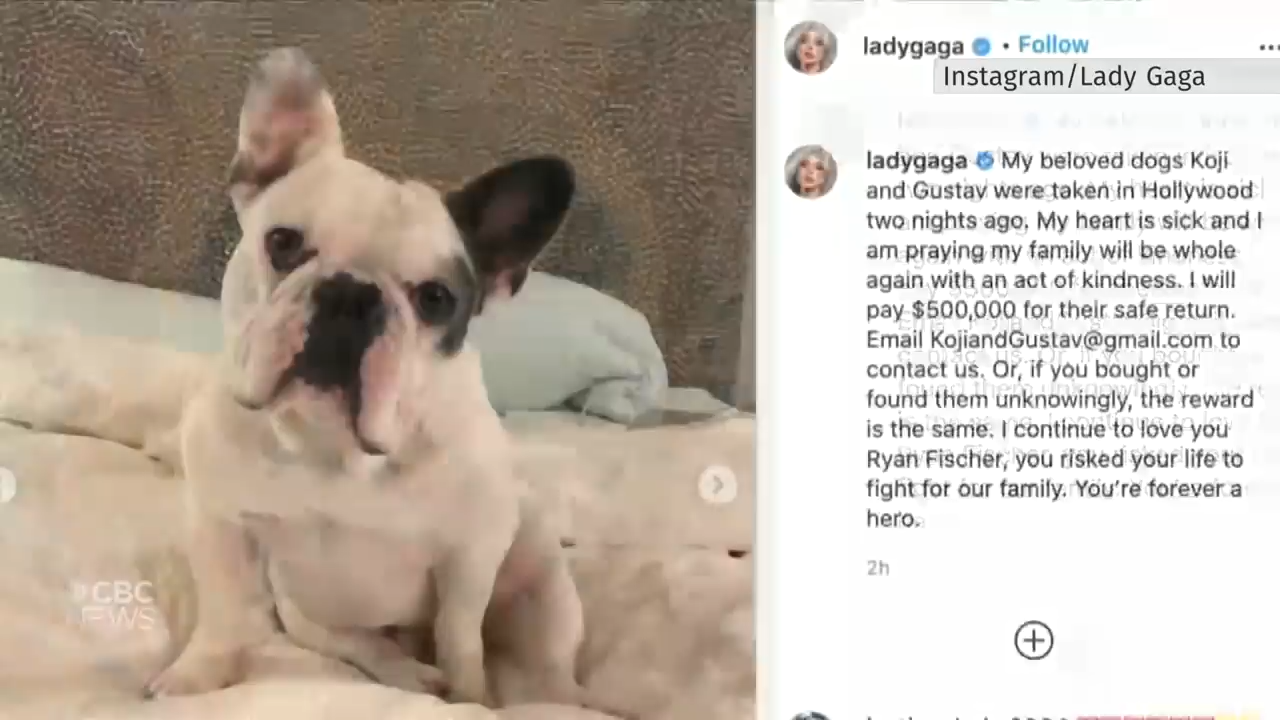 ladygaga • Follow
Instagram/Lady Gaga
ladygaga My beloved dogs Koji
and Gustav were taken in Hollywood
two nights ago. My heart is sick and I
am praying my family will be whole
again with an act of kindness. I will
pay $500,000 for their safe return.
Email KojiandGustav@gmail.com to
contact us. Or, if you bought or
found them unknowingly, the reward
is the same. I continue to love you
Ryan Fischer, you risked your life to
fight for our family. You're forever a
hero.
2h
CBC
NEWS